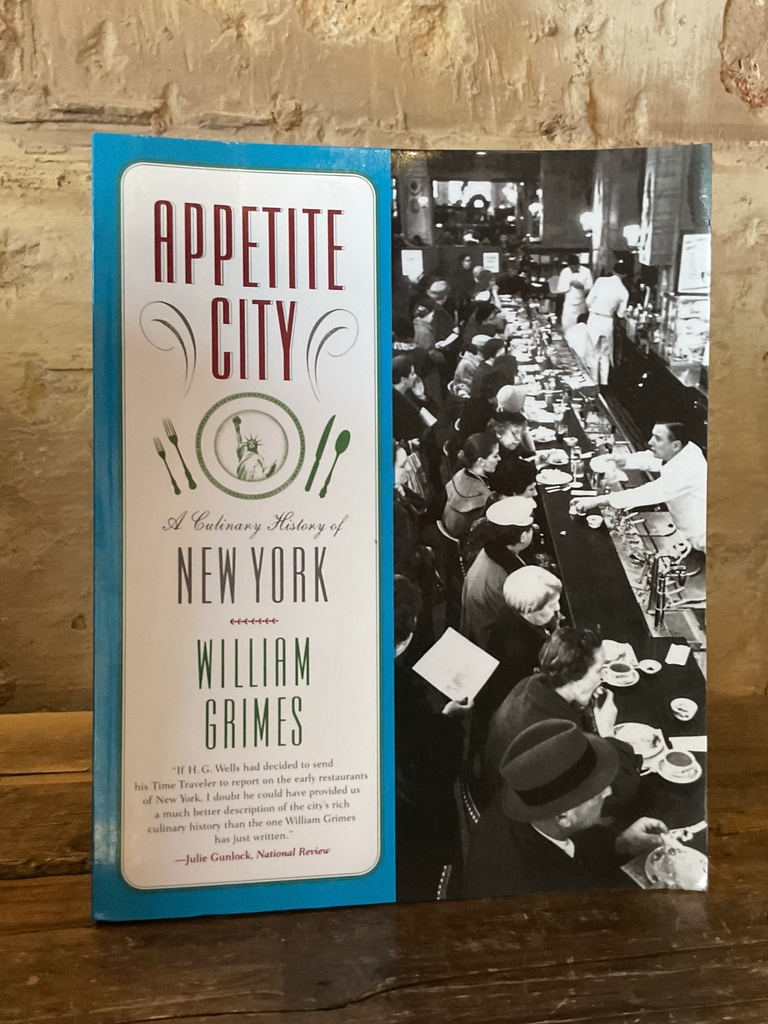 APPETITE
CITY
A Culinary History of
NEW YORK
WILLIAM
GRIMES
"If H. G. Wells had decided to send
his Time Traveler to report on the early restaurants
of New York, I doubt he could have provided us
a much better description of the city's rich
culinary history than the one William Grimes
has just written."
—Julie Gunlock, National Review